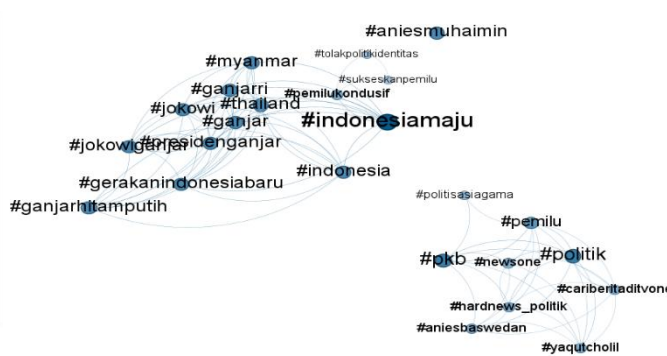 #aniesmuhaimin
#tolakpolitikidentitas
#myanmar
#sukseskanpemilu
#ganjarri
#pemilukondusif
#jokowi
#thailand
#ganjar
#indonesiamaju
#jokowiganjar
#presidenganjar
#indonesia
#gerakanindonesiabaru
#politisasiagama
#ganjarhitamputih
#pemilu
#pkb
#newsone
#politik
#cariberitaditvone
#hardnews_politik
#aniesbaswedan
#yaqutcholil